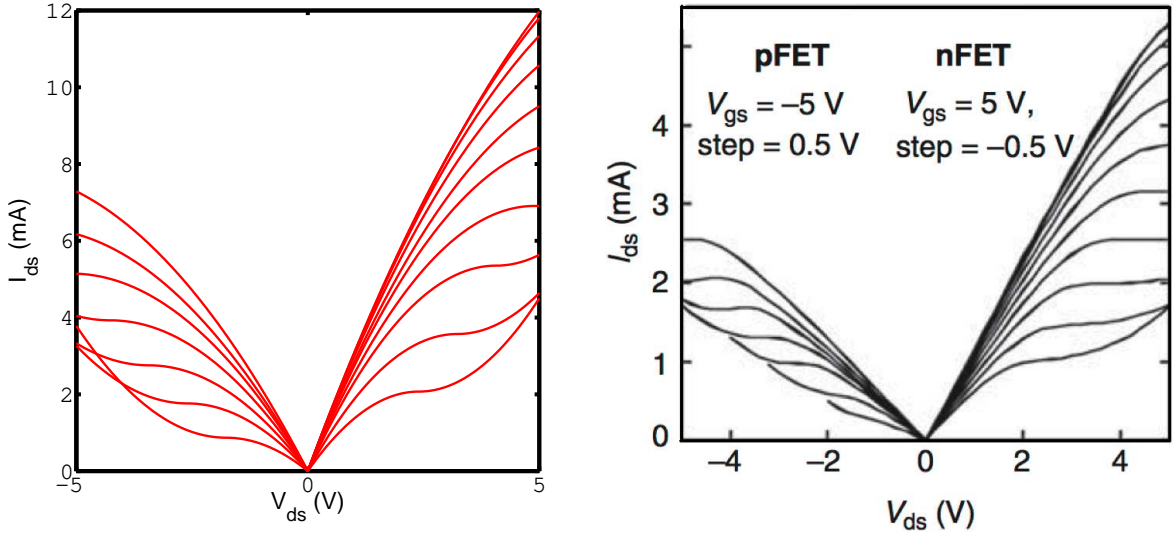 12
10
8
6
4
2
0
I_ds (mA)
−5
0
5
V_ds (V)
pFET
V_gs = −5 V
step = 0.5 V
nFET
V_gs = 5 V,
step = −0.5 V
4
3
2
1
0
I_ds (mA)
−4
−2
0
2
4
V_ds (V)